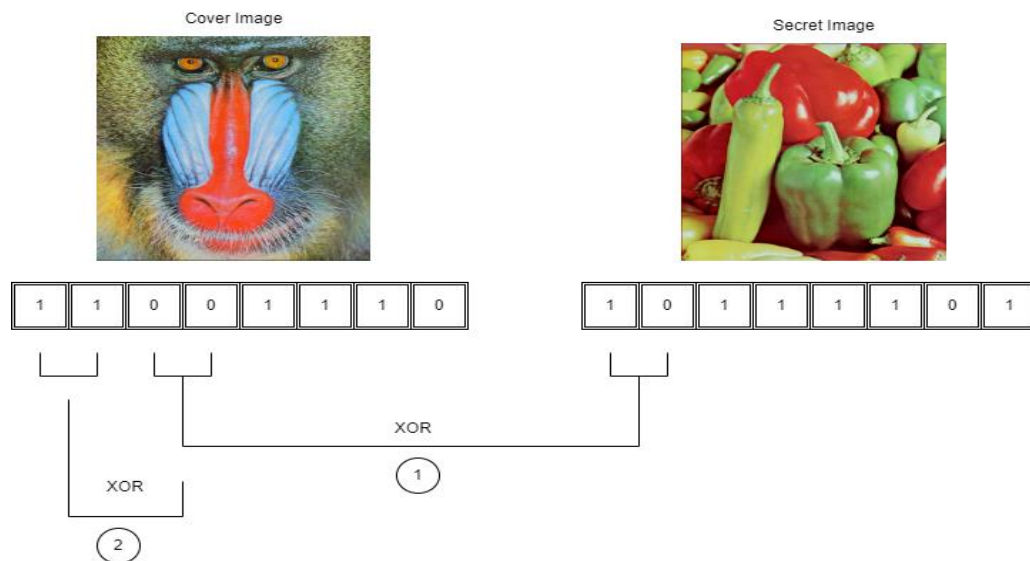 Cover Image
Secret Image
1 1 0 0 1 1 1 0
1 0 1 1 1 1 0 1
XOR
1
XOR
2